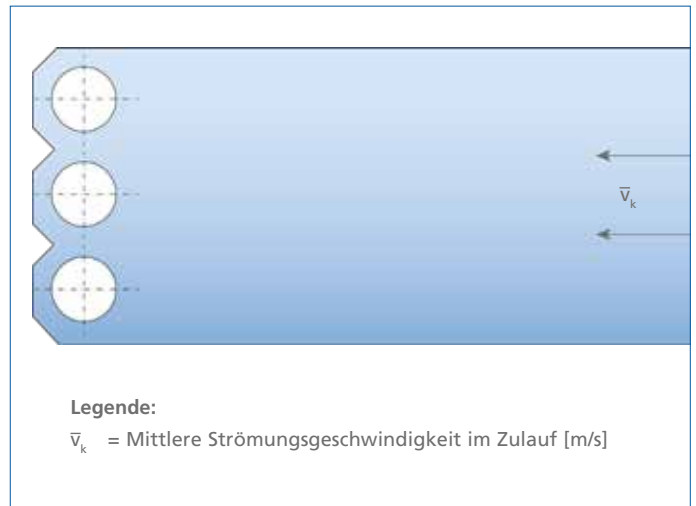 v̅ₖ
Legende:
v̅ₖ = Mittlere Strömungsgeschwindigkeit im Zulauf [m/s]